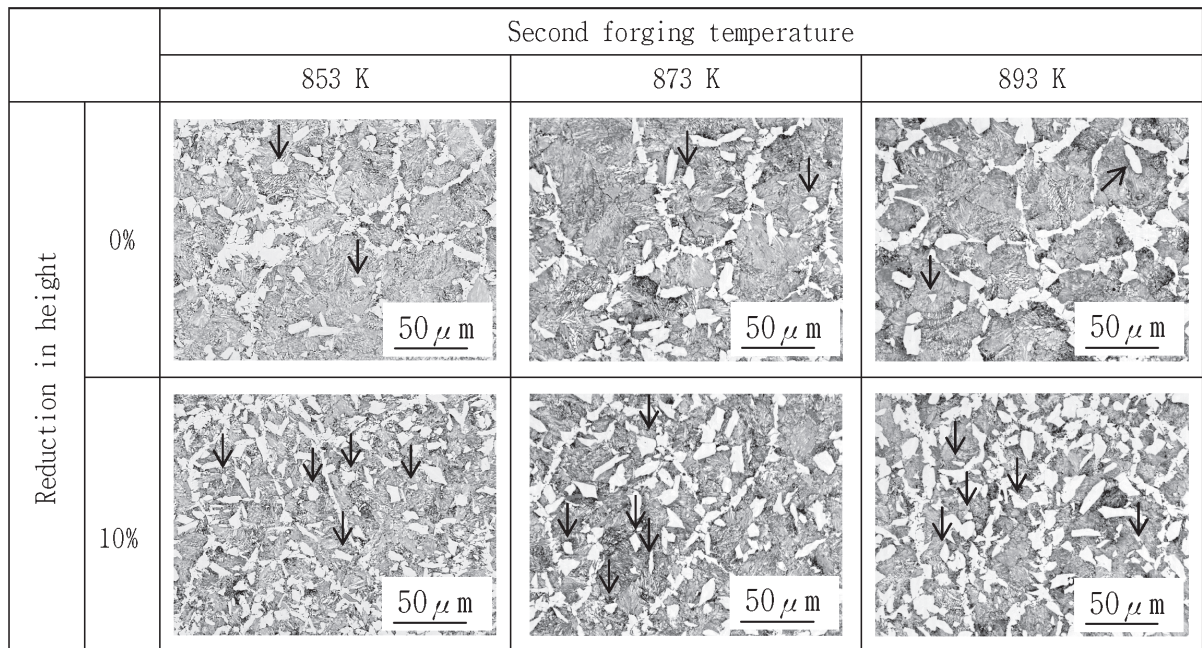 Second forging temperature
853 K
873 K
893 K
Reduction in height
0%
50 μm
50 μm
50 μm
10%
50 μm
50 μm
50 μm